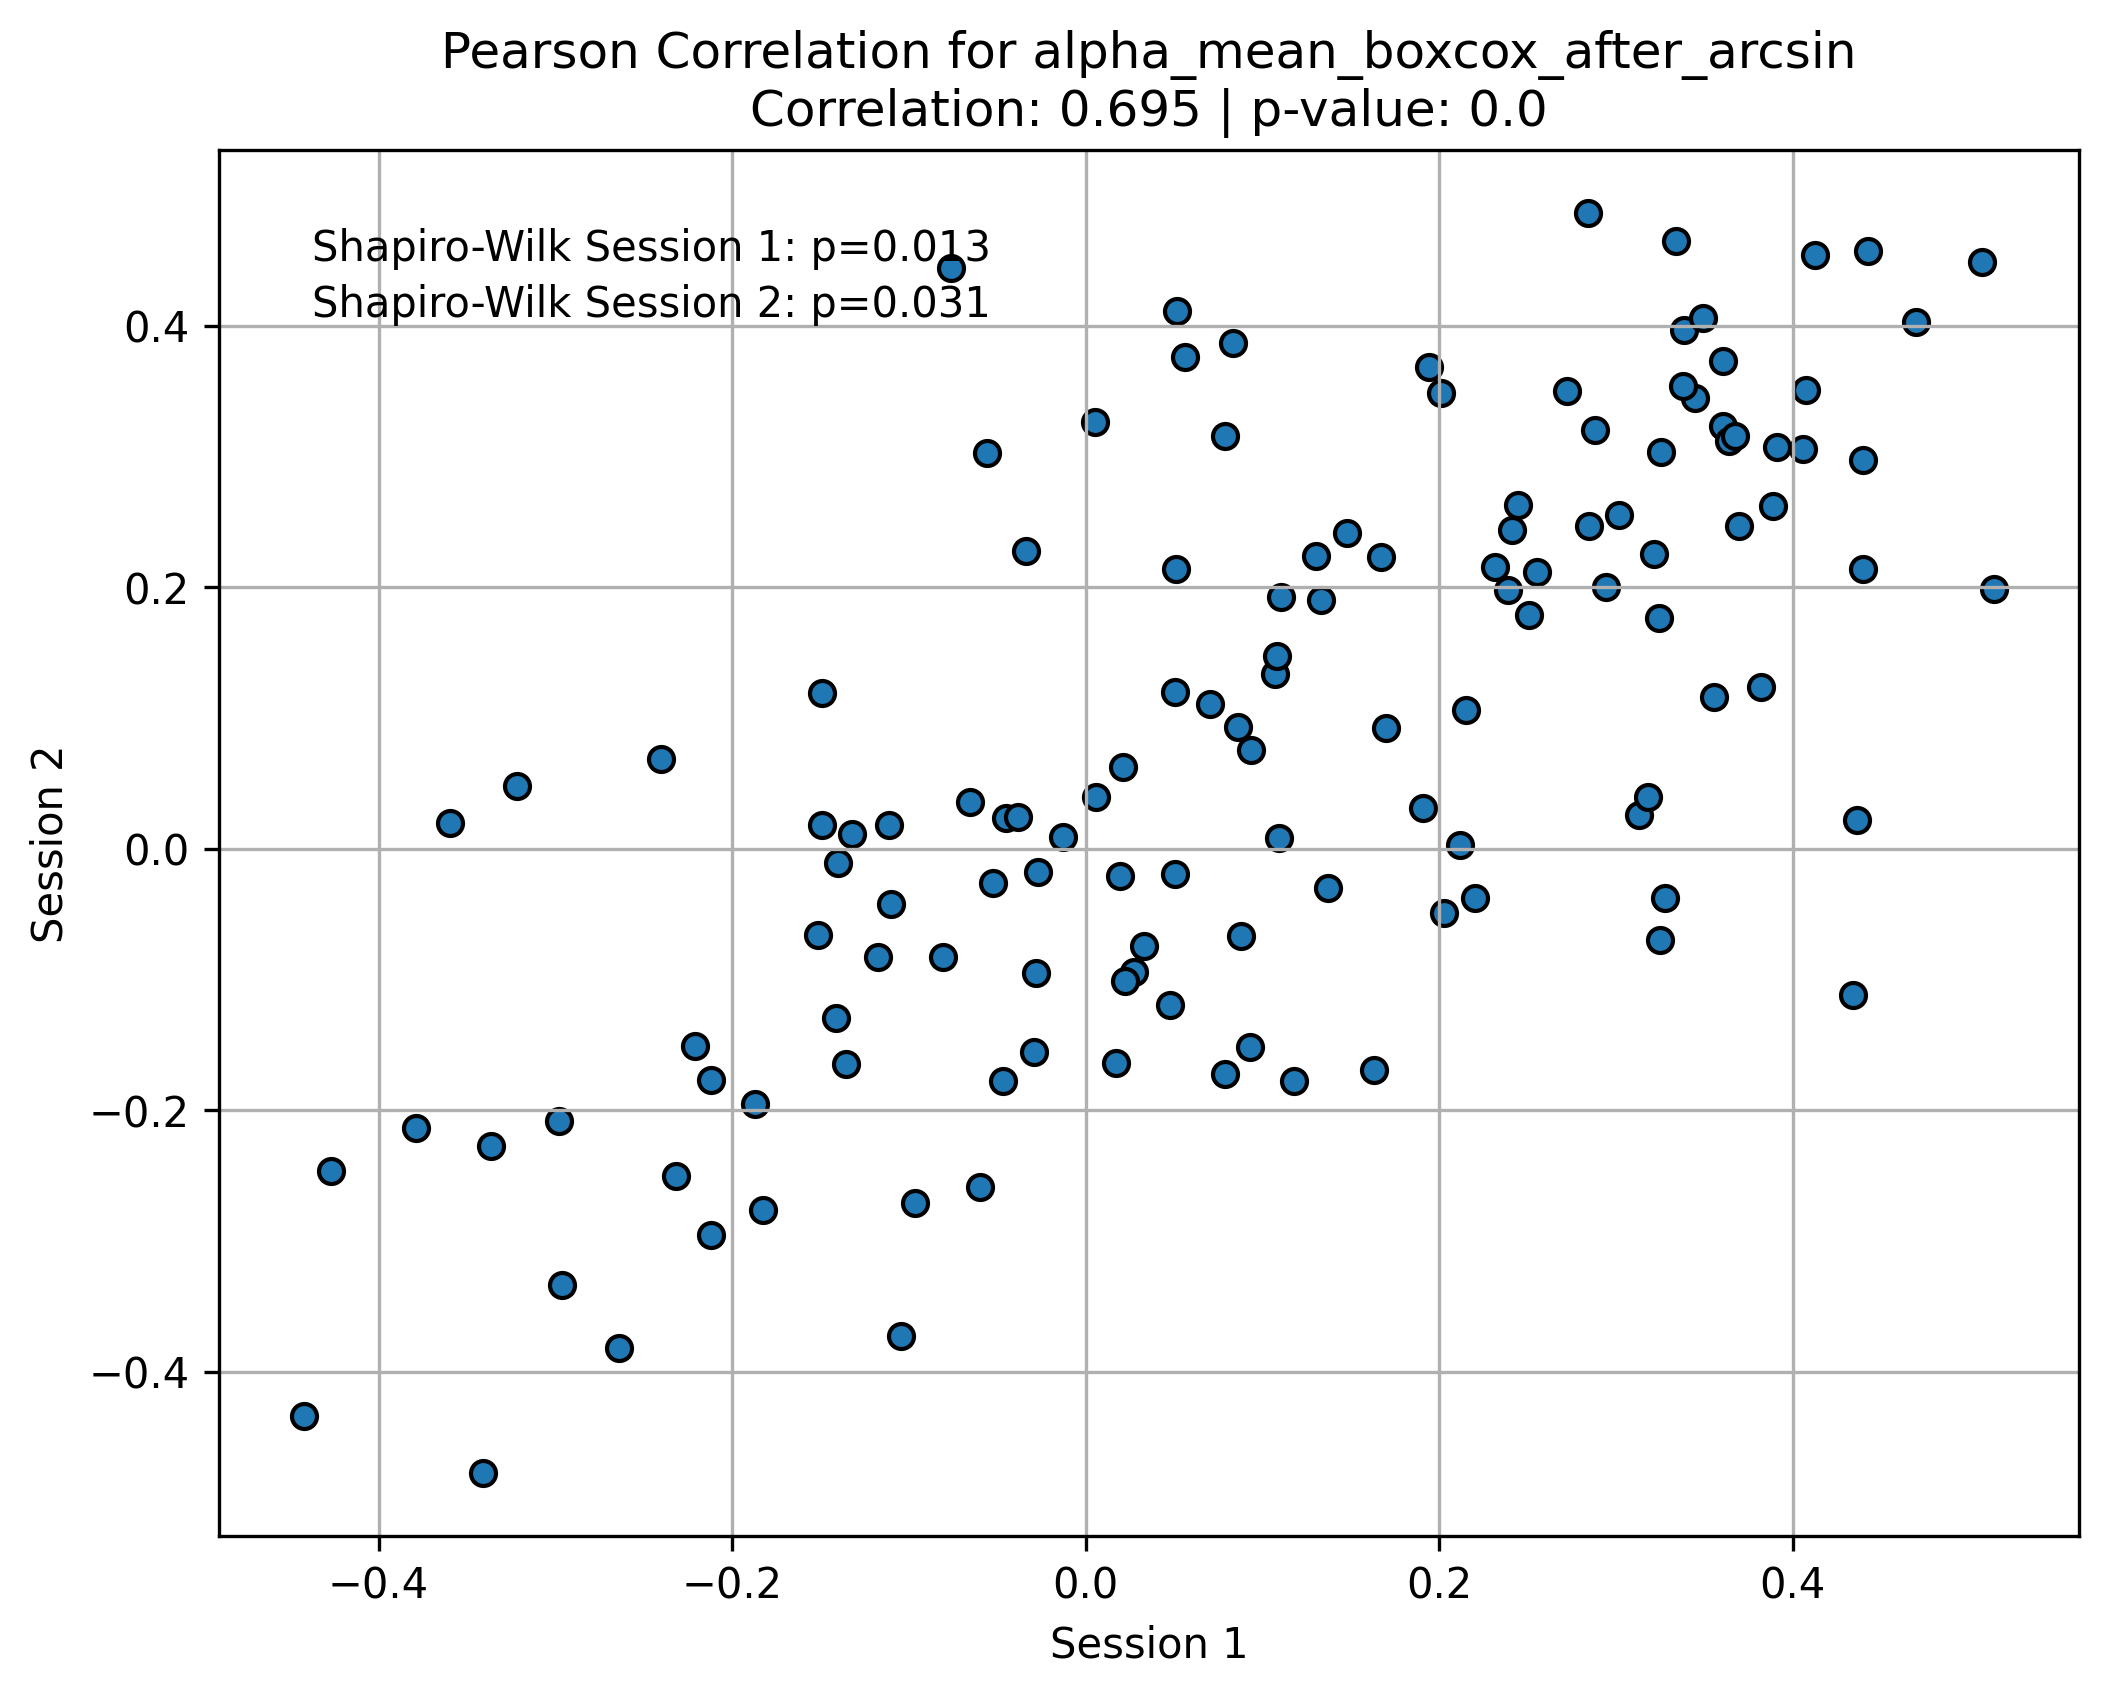 Pearson Correlation for alpha_mean_boxcox_after_arcsin
Correlation: 0.695 | p-value: 0.0
Shapiro-Wilk Session 1: p=0.013
Shapiro-Wilk Session 2: p=0.031
0.4
0.2
0.0
−0.2
−0.4
Session 2
−0.4
−0.2
0.0
0.2
0.4
Session 1